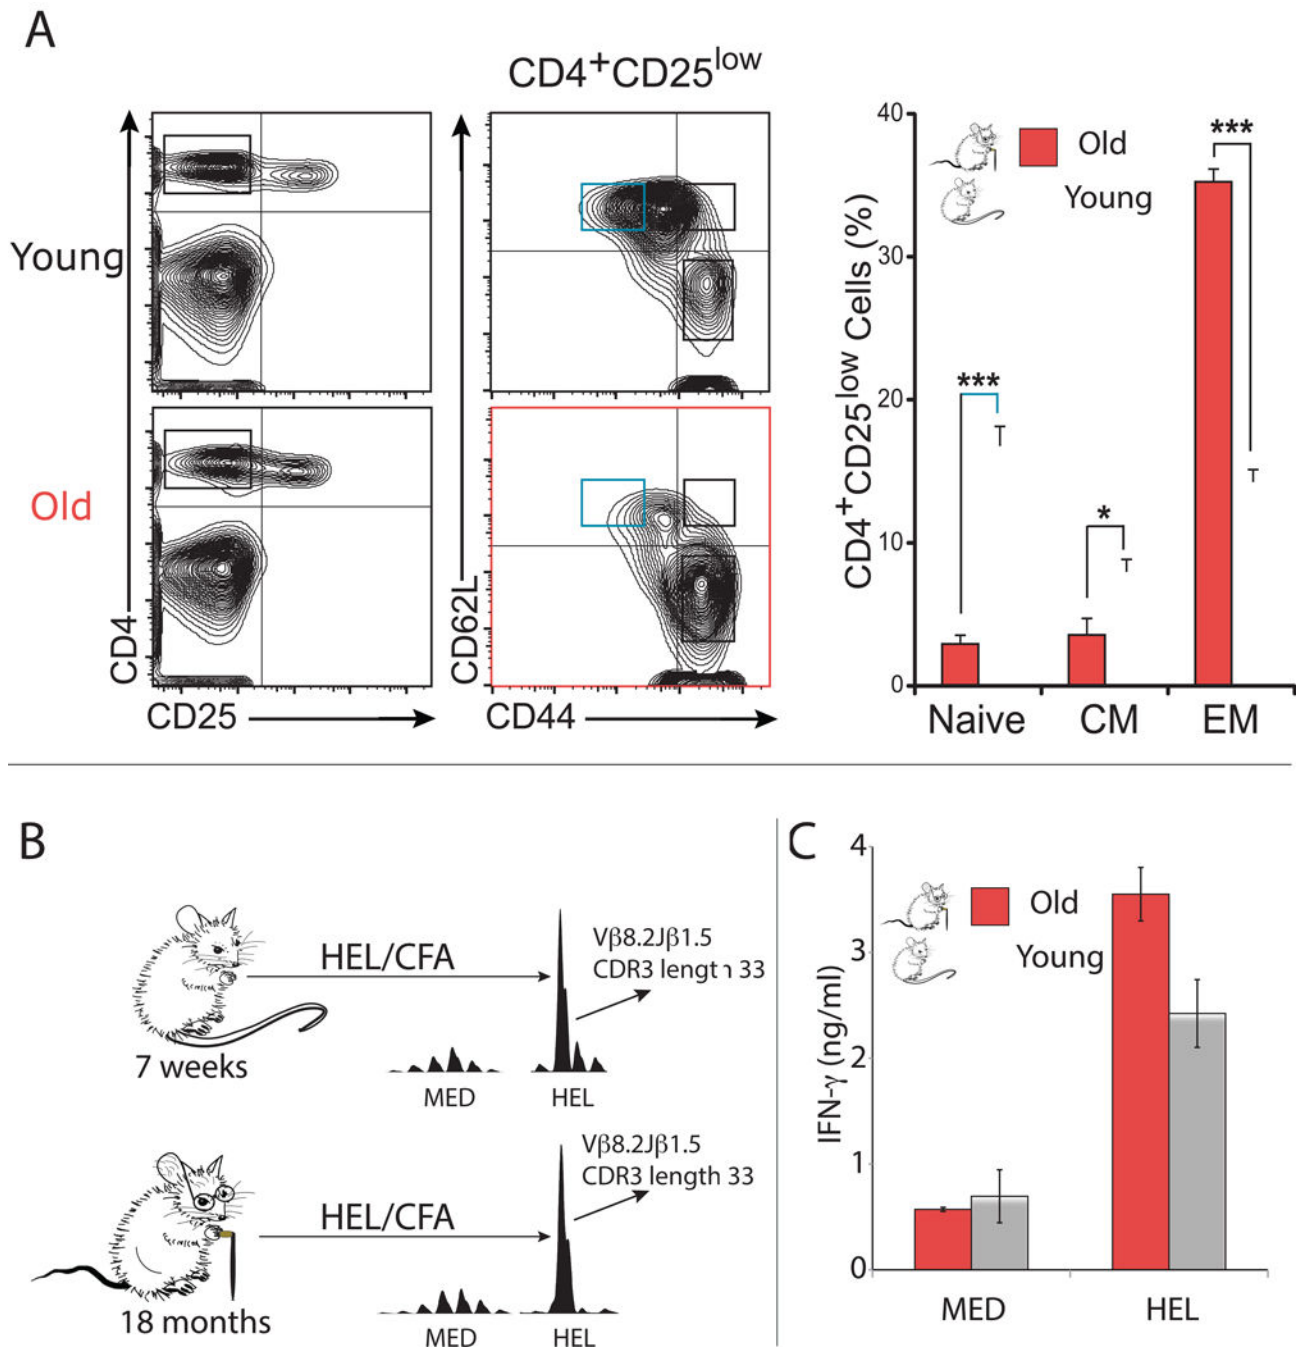 A
CD4⁺CD25ˡᵒʷ
Young
Old
CD4
CD25
CD62L
CD44
CD4⁺CD25ˡᵒʷ Cells (%)
40
30
20
10
0
Old
Young
***
*
***
Naive
CM
EM
B
7 weeks
HEL/CFA
MED
HEL
Vβ8.2Jβ1.5
CDR3 length 33
18 months
HEL/CFA
MED
HEL
Vβ8.2Jβ1.5
CDR3 length 33
C
IFN-γ (ng/ml)
4
3
2
1
0
Old
Young
MED
HEL